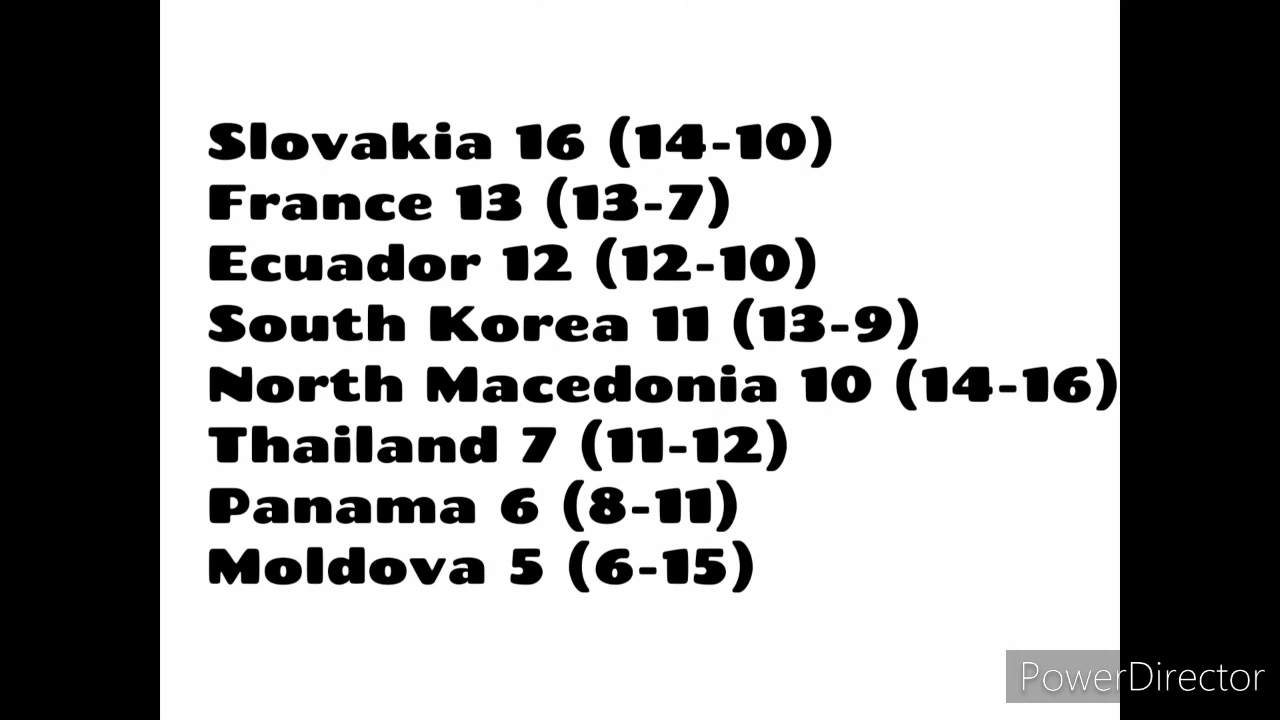 Slovakia 16 (14-10)
France 13 (13-7)
Ecuador 12 (12-10)
South Korea 11 (13-9)
North Macedonia 10 (14-16)
Thailand 7 (11-12)
Panama 6 (8-11)
Moldova 5 (6-15)
PowerDirector